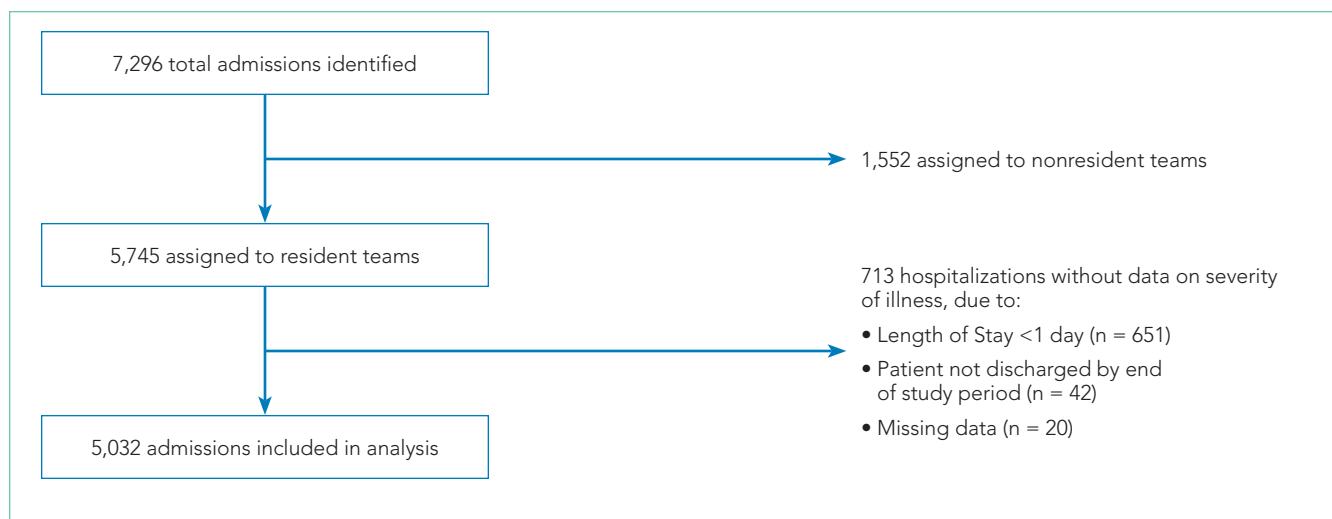 7,296 total admissions identified
1,552 assigned to nonresident teams
5,745 assigned to resident teams
713 hospitalizations without data on severity
of illness, due to:
• Length of Stay <1 day (n = 651)
• Patient not discharged by end
of study period (n = 42)
• Missing data (n = 20)
5,032 admissions included in analysis